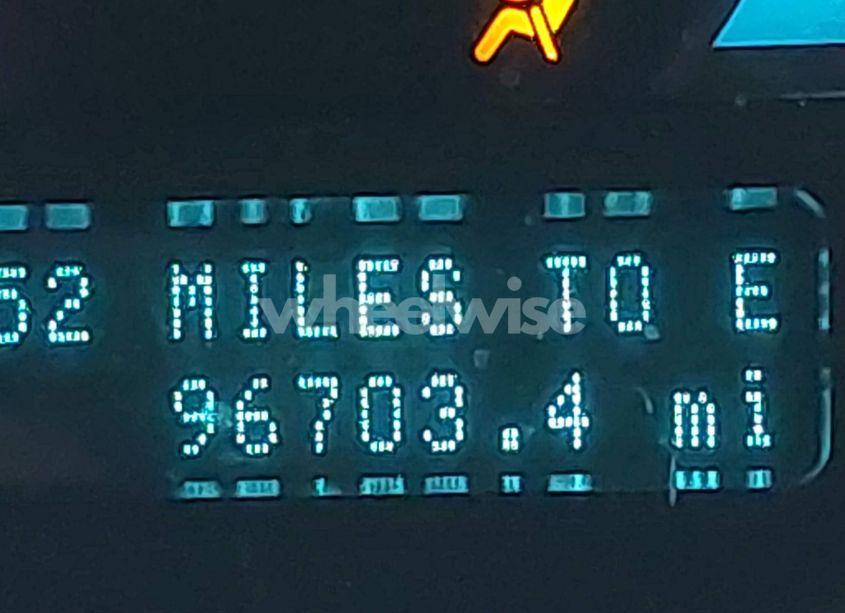 52 MILES TO E
wheelwise
96703.4 mi